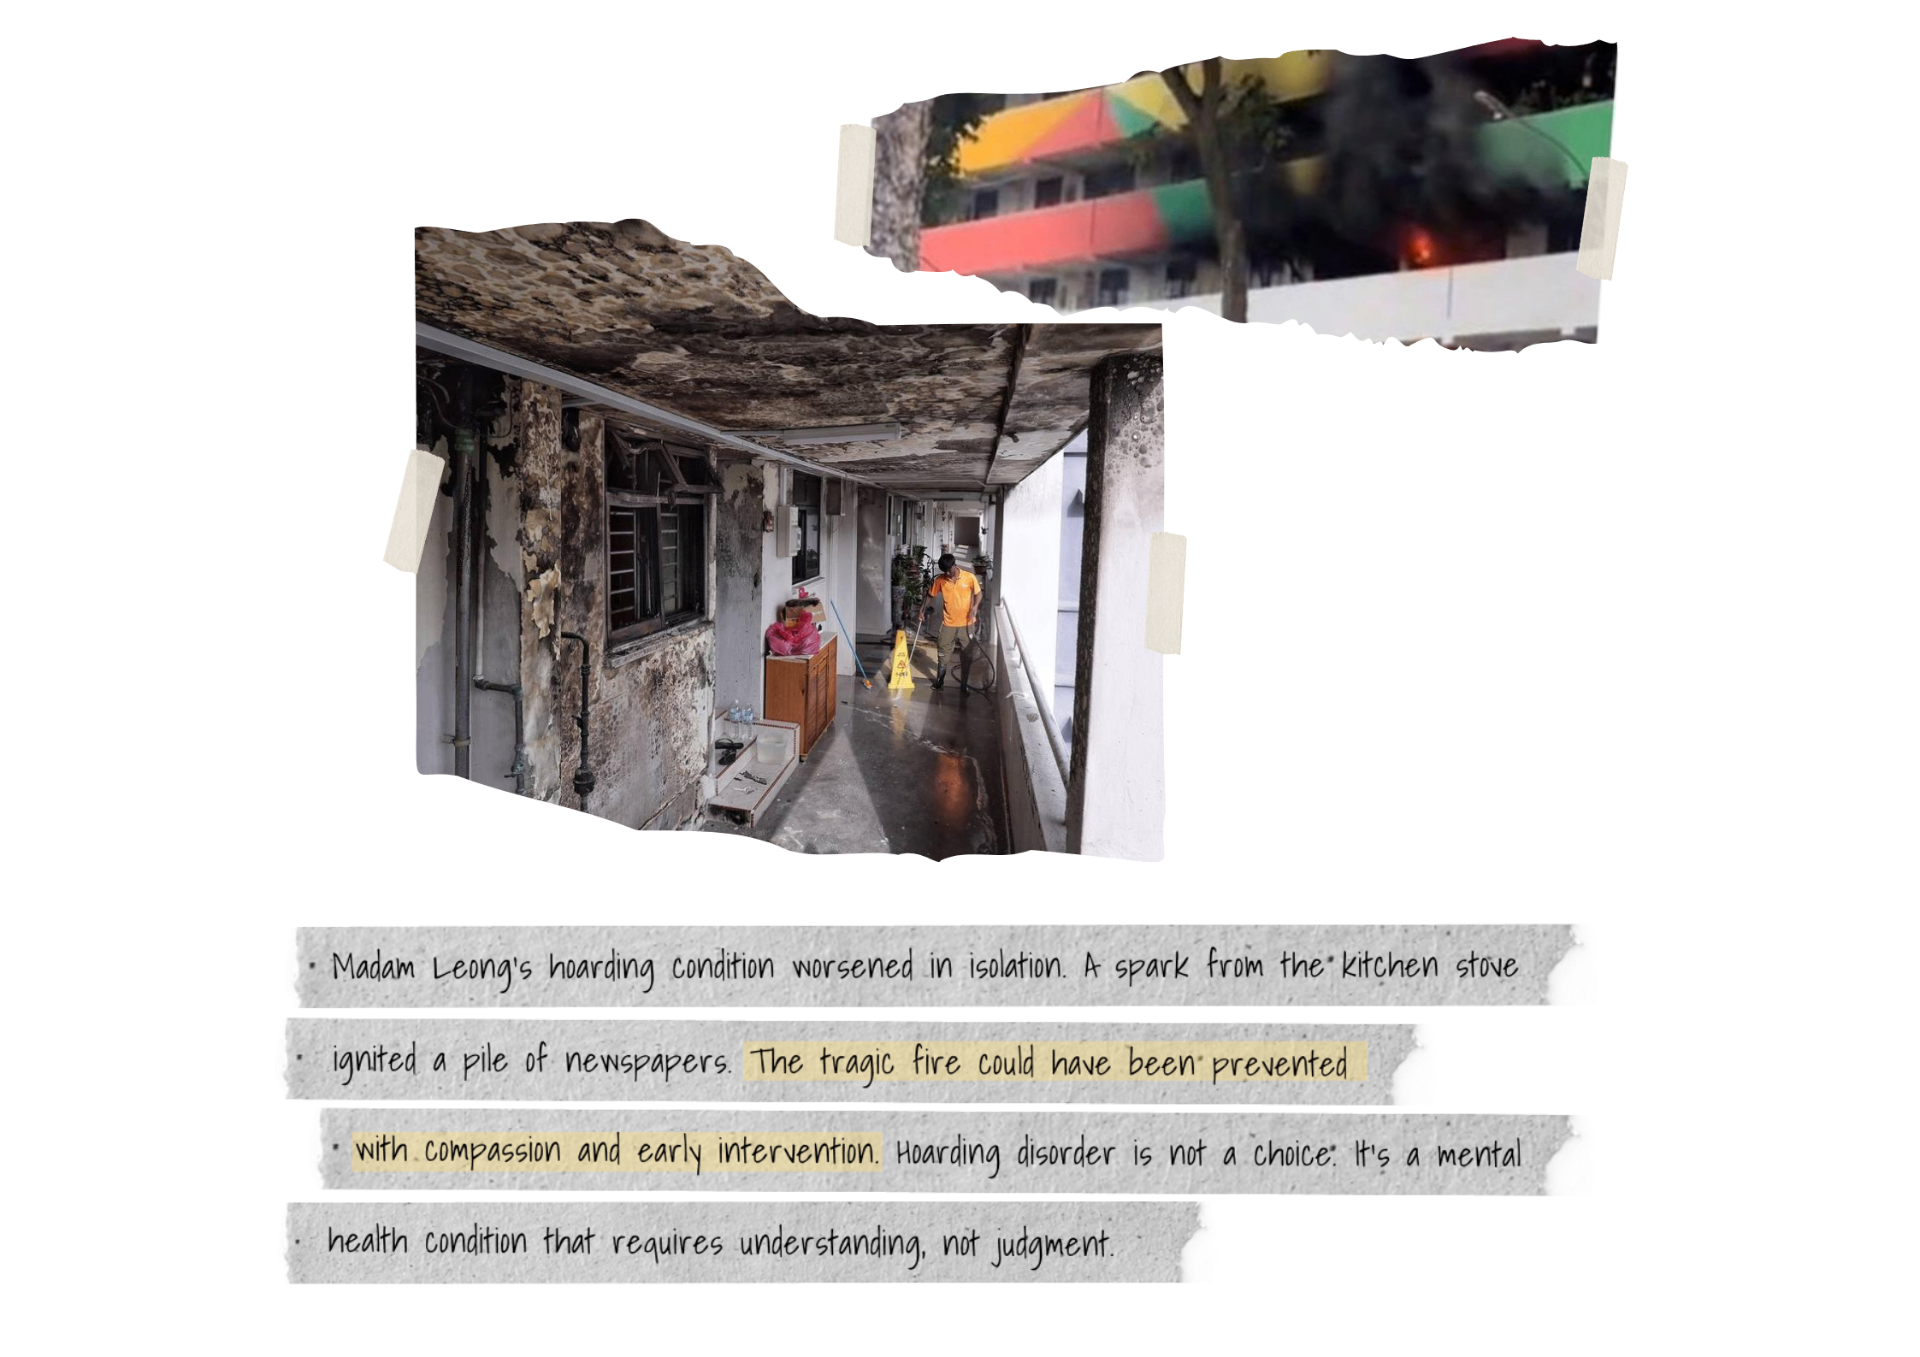 Madam Leong's hoarding condition worsened in isolation. A spark from the kitchen stove
ignited a pile of newspapers. The tragic fire could have been prevented
with compassion and early intervention. Hoarding disorder is not a choice. It's a mental
health condition that requires understanding, not judgment.